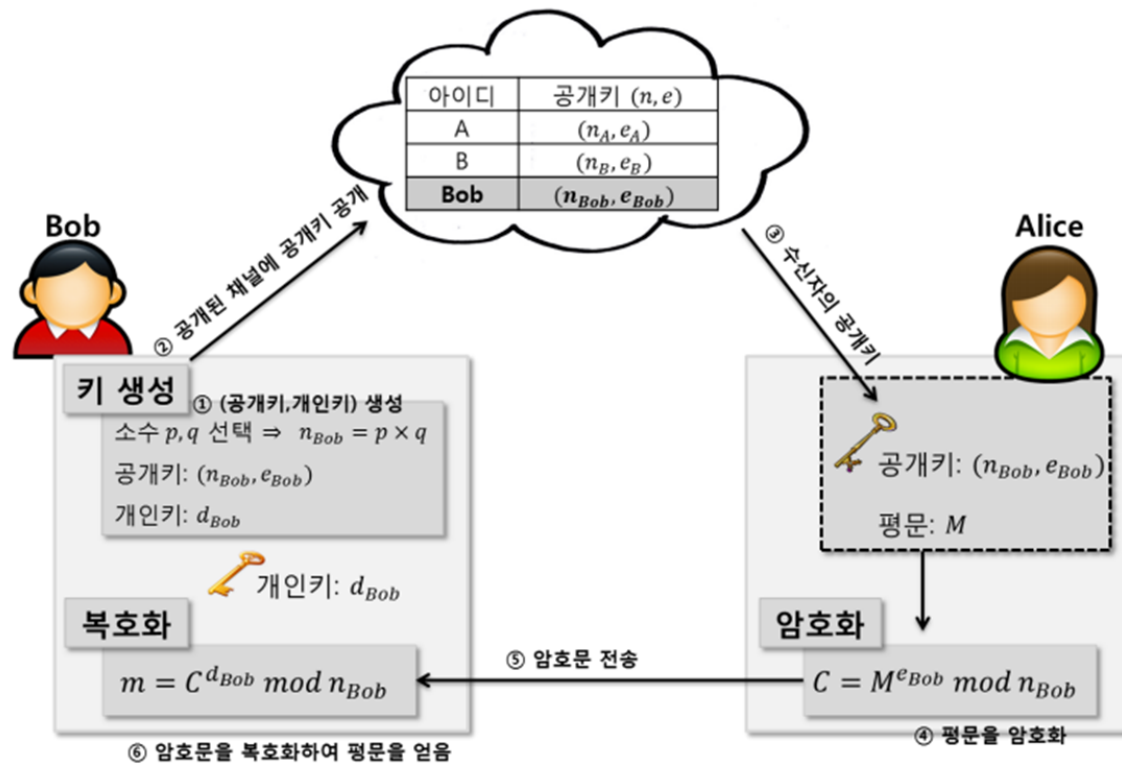 아이디 공개키 (n, e)
A (n_A, e_A)
B (n_B, e_B)
Bob (n_Bob, e_Bob)
Bob
② 공개된 채널에 공개키 공개
③ 수신자의 공개키
Alice
키 생성
① (공개키,개인키) 생성
소수 p, q 선택 ⇒ n_Bob = p × q
공개키: (n_Bob, e_Bob)
개인키: d_Bob
개인키: d_Bob
복호화
m = C^{d_Bob} mod n_Bob
⑥ 암호문을 복호화하여 평문을 얻음
공개키: (n_Bob, e_Bob)
평문: M
암호화
C = M^{e_Bob} mod n_Bob
④ 평문을 암호화
⑤ 암호문 전송